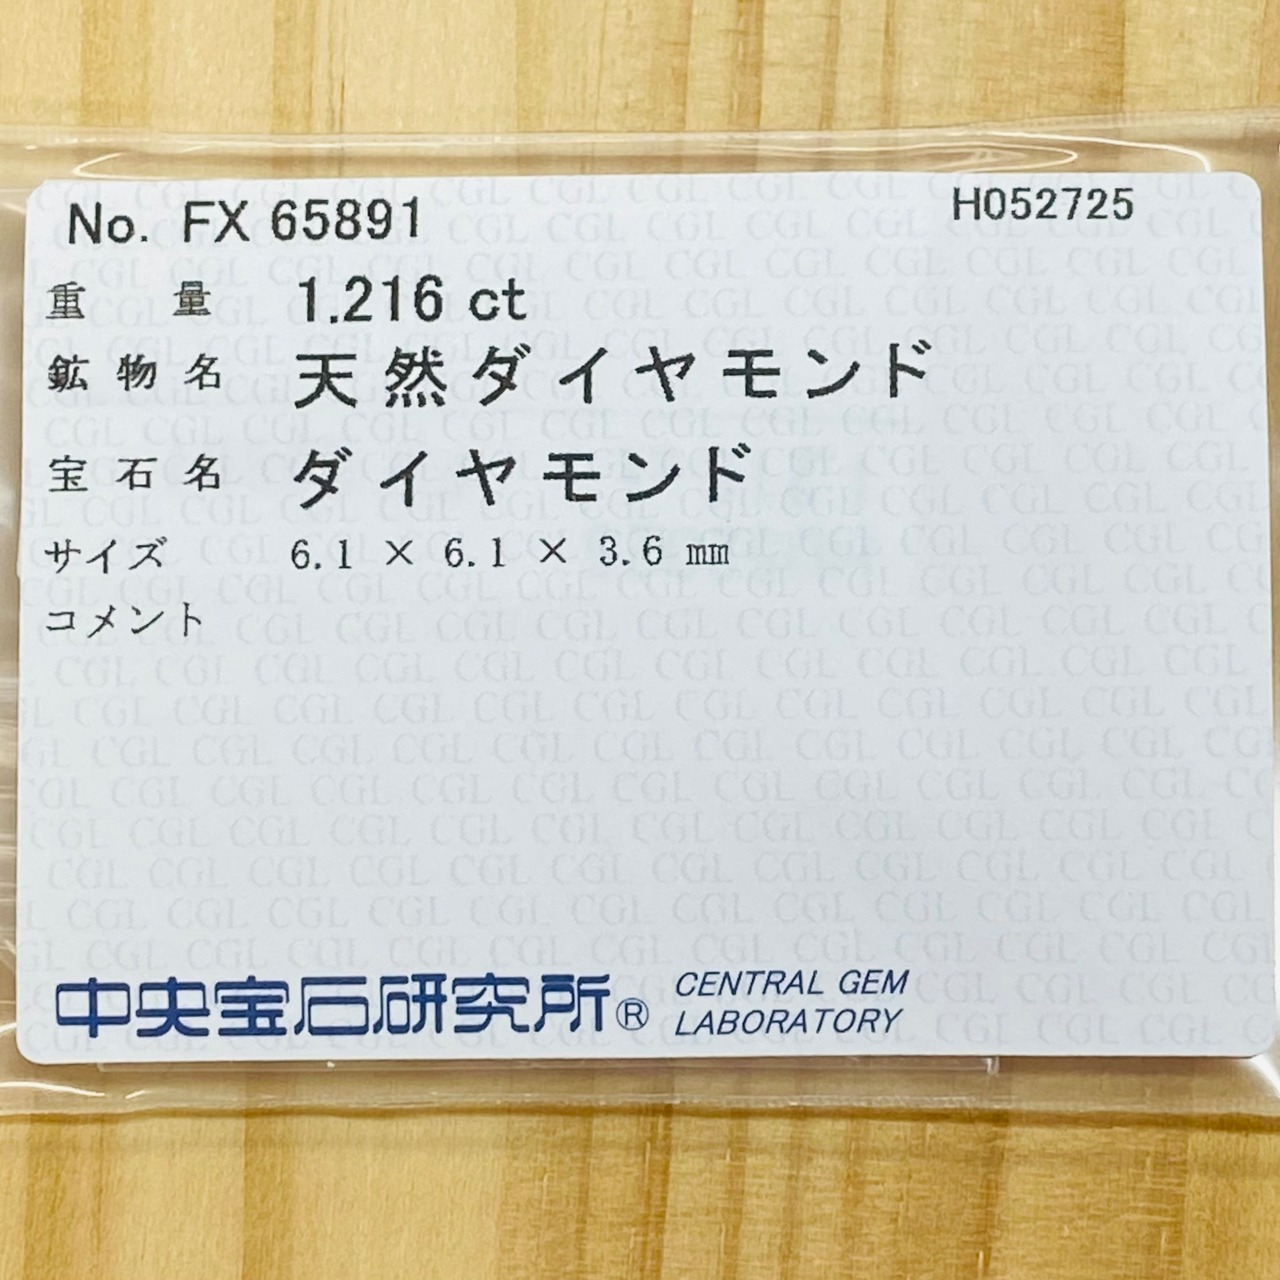 No. FX 65891 H052725
重量 1.216 ct
鉱物名 天然ダイヤモンド
宝石名 ダイヤモンド
サイズ 6.1 × 6.1 × 3.6 mm
コメント
中央宝石研究所® CENTRAL GEM
LABORATORY